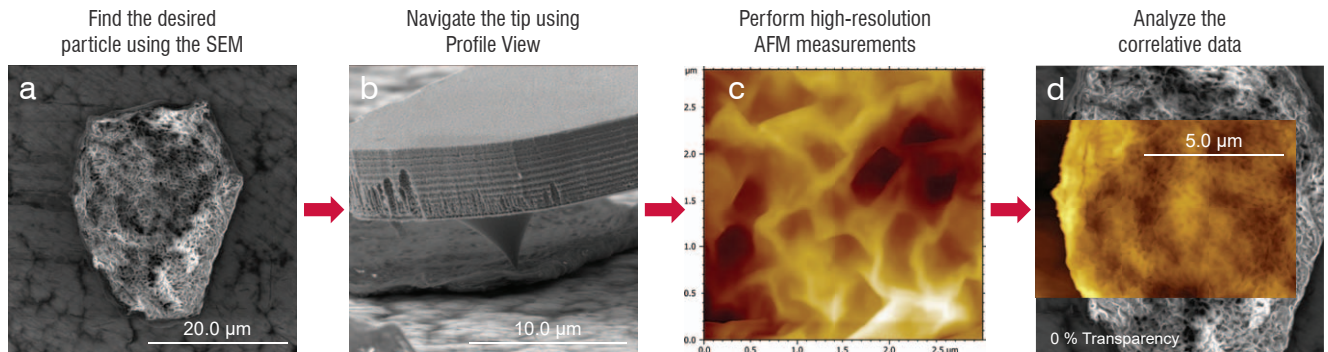 Find the desired
particle using the SEM
Navigate the tip using
Profile View
Perform high-resolution
AFM measurements
Analyze the
correlative data
a
20.0 µm
b
10.0 µm
c
µm
2.5
2.0
1.5
1.0
0.5
0.0
0.0
0.5
1.0
1.5
2.0
2.5 µm
d
5.0 µm
0 % Transparency